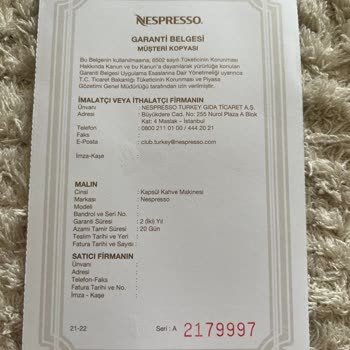 NESPRESSO.
GARANTİ BELGESİ
MÜŞTERİ KOPYASI
Bu Belgenin kullanılmasına; 6502 sayılı Tüketicinin Korunması
Hakkında Kanun ve bu Kanun'a dayanılarak yürürlüğe konulan
Garanti Belgesi Uygulama Esaslarına Dair Yönetmeliği uyarınca
T.C. Ticaret Bakanlığı Tüketicinin Korunması ve Piyasa
Gözetimi Genel Müdürlüğü tarafından izin verilmiştir.
İMALATÇI VEYA İTHALATÇI FİRMANIN
Ünvanı : NESPRESSO TURKEY GIDA TİCARET A.Ş.
Adresi : Büyükdere Cad. No: 255 Nurol Plaza A Blok
Kat: 4 Maslak – İstanbul
Telefon : 0800 211 01 00 / 444 20 21
Faks :
E-Posta : club.turkey@nespresso.com
İmza-Kaşe :
MALIN
Cinsi : Kapsül Kahve Makinesi
Markası : Nespresso
Modeli :
Bandrol ve Seri No :
Garanti Süresi : 2 (İki) Yıl
Azami Tamir Süresi : 20 Gün
Teslim Tarihi ve Yeri :
Fatura Tarihi ve Sayısı :
SATICI FİRMANIN
Ünvanı :
Adresi :
Telefon-Faks :
Fatura Tarihi ve No. :
İmza - Kaşe :
21-22 Seri : A 2179997